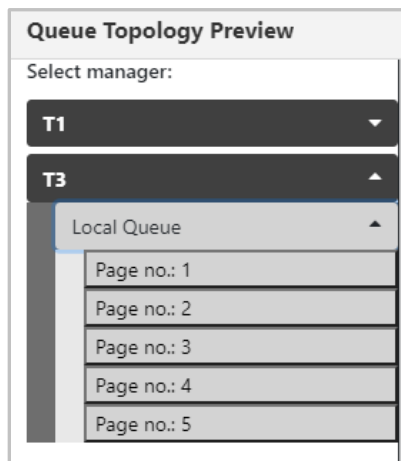 Queue Topology Preview
Select manager:
T1
T3
Local Queue
Page no.: 1
Page no.: 2
Page no.: 3
Page no.: 4
Page no.: 5